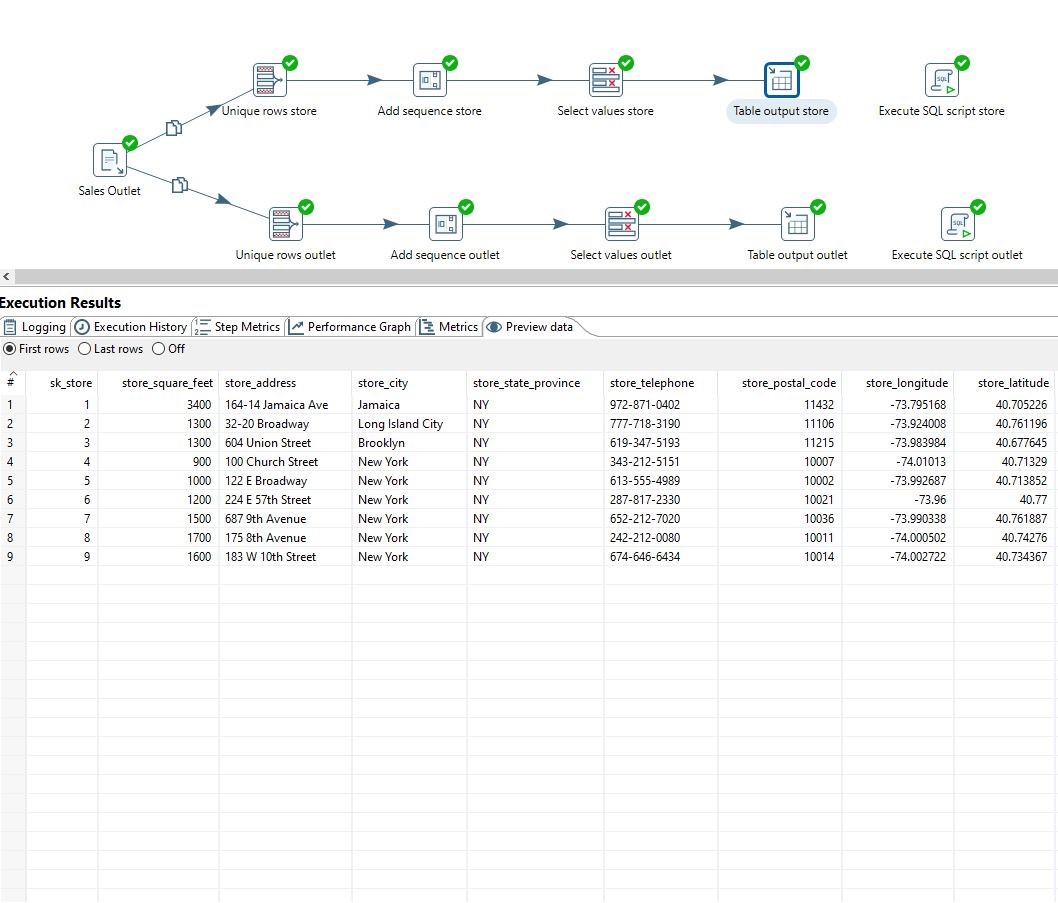 Unique rows store Add sequence store Select values store Table output store Execute SQL script store
Sales Outlet
Unique rows outlet Add sequence outlet Select values outlet Table output outlet Execute SQL script outlet
Execution Results
Logging Execution History Step Metrics Performance Graph Metrics Preview data
First rows Last rows Off
# sk_store store_square_feet store_address store_city store_state_province store_telephone store_postal_code store_longitude store_latitude
1 1 3400 164-14 Jamaica Ave Jamaica NY 972-871-0402 11432 -73.795168 40.705226
2 2 1300 32-20 Broadway Long Island City NY 777-718-3190 11106 -73.924008 40.761196
3 3 1300 604 Union Street Brooklyn NY 619-347-5193 11215 -73.983984 40.677645
4 4 900 100 Church Street New York NY 343-212-5151 10007 -74.01013 40.71329
5 5 1000 122 E Broadway New York NY 613-555-4989 10002 -73.992687 40.713852
6 6 1200 224 E 57th Street New York NY 287-817-2330 10021 -73.96 40.77
7 7 1500 687 9th Avenue New York NY 652-212-7020 10036 -73.990338 40.761887
8 8 1700 175 8th Avenue New York NY 242-212-0080 10011 -74.000502 40.74276
9 9 1600 183 W 10th Street New York NY 674-646-6434 10014 -74.002722 40.734367